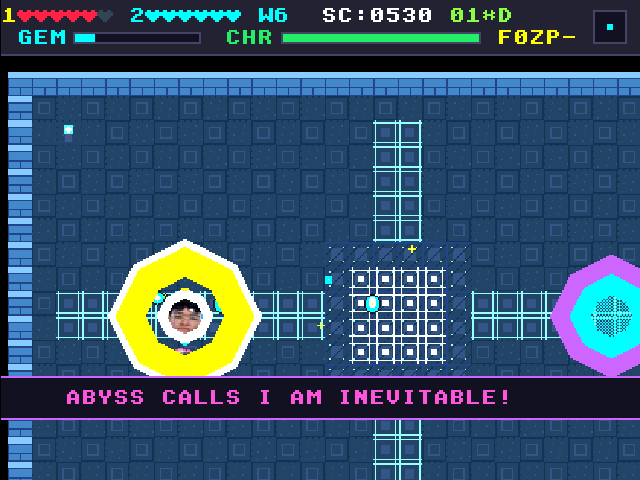 1♥♥♥♥♥♥ 2♥♥♥♥♥♥♥ W6 SC:0530 01*D
GEM CHR F0ZP-
ABYSS CALLS I AM INEVITABLE!